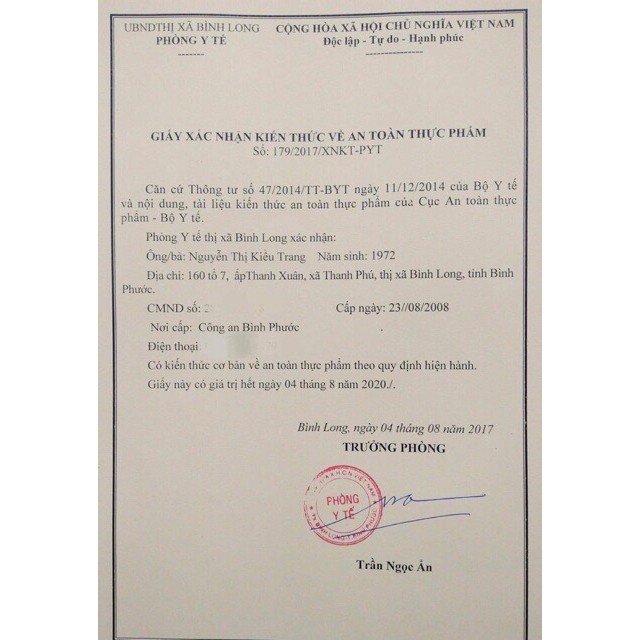 UBNDTHỊ XÃ BÌNH LONG
PHÒNG Y TẾ
CỘNG HÒA XÃ HỘI CHỦ NGHĨA VIỆT NAM
Độc lập - Tự do - Hạnh phúc
GIẤY XÁC NHẬN KIẾN THỨC VỀ AN TOÀN THỰC PHẨM
Số: 179/2017/XNKT-PYT
Căn cứ Thông tư số 47/2014/TT-BYT ngày 11/12/2014 của Bộ Y tế
và nội dung, tài liệu kiến thức an toàn thực phẩm của Cục An toàn thực
phẩm - Bộ Y tế.
Phòng Y tế thị xã Bình Long xác nhận:
Ông/bà: Nguyễn Thị Kiều Trang Năm sinh: 1972
Địa chỉ: 160 tổ 7, ấpThanh Xuân, xã Thanh Phú, thị xã Bình Long, tỉnh Bình
Phước.
CMND số: 2 Cấp ngày: 23//08/2008
Nơi cấp: Công an Bình Phước .
Điện thoại
Có kiến thức cơ bản về an toàn thực phẩm theo quy định hiện hành.
Giấy này có giá trị hết ngày 04 tháng 8 năm 2020./.
Bình Long, ngày 04 tháng 08 năm 2017
TRƯỞNG PHÒNG
PHÒNG
Y TẾ
Trần Ngọc Ản